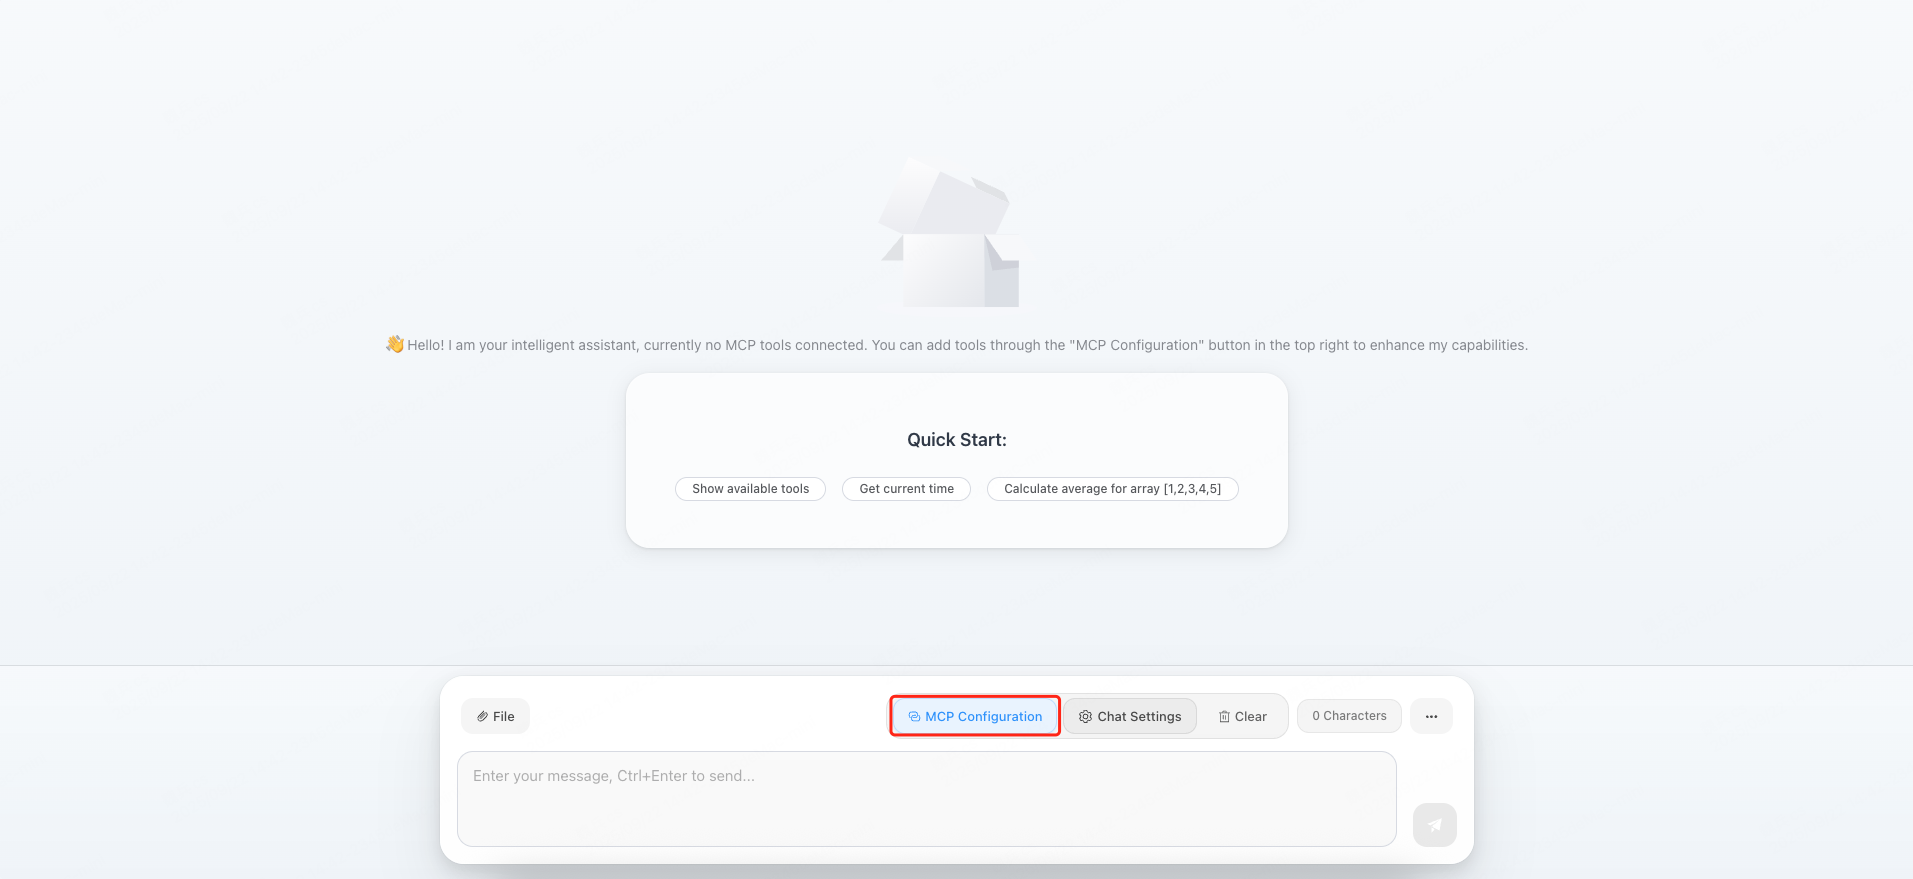 👋 Hello! I am your intelligent assistant, currently no MCP tools connected. You can add tools through the "MCP Configuration" button in the top right to enhance my capabilities.
Quick Start:
Show available tools
Get current time
Calculate average for array [1,2,3,4,5]
File
MCP Configuration
Chat Settings
Clear
0 Characters
Enter your message, Ctrl+Enter to send...